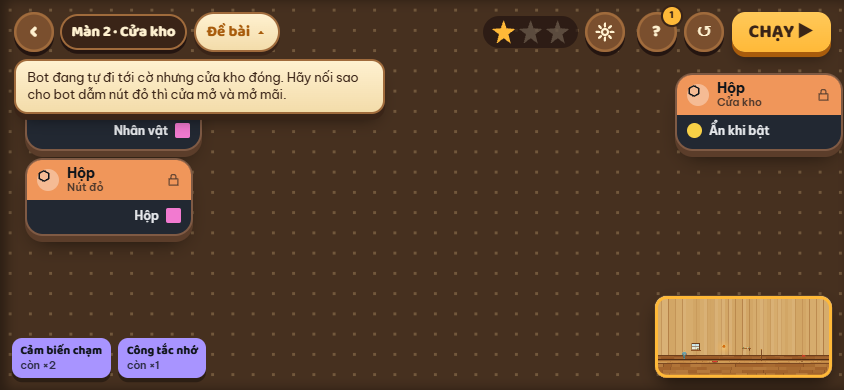 Màn 2 · Cửa kho
Đề bài
?
1
CHẠY
Bot đang tự đi tới cờ nhưng cửa kho đóng. Hãy nối sao
cho bot dẫm nút đỏ thì cửa mở và mở mãi.
Nhân vật
Hộp
Nút đỏ
Hộp
Hộp
Cửa kho
Ẩn khi bật
Cảm biến chạm
còn ×2
Công tắc nhớ
còn ×1